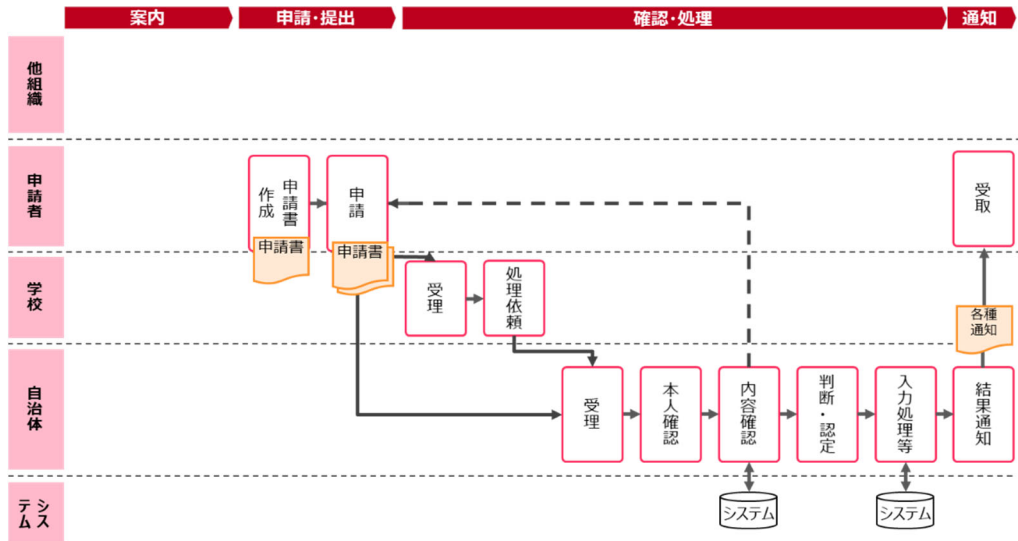 案内
申請・提出
確認・処理
通知
他組織
申請者
申請書
作成
申請書
申請
申請書
受取
学校
受理
処理依頼
各種
通知
自治体
受理
本人確認
内容確認
判断・認定
入力処理等
結果通知
シス
テム
システム
システム